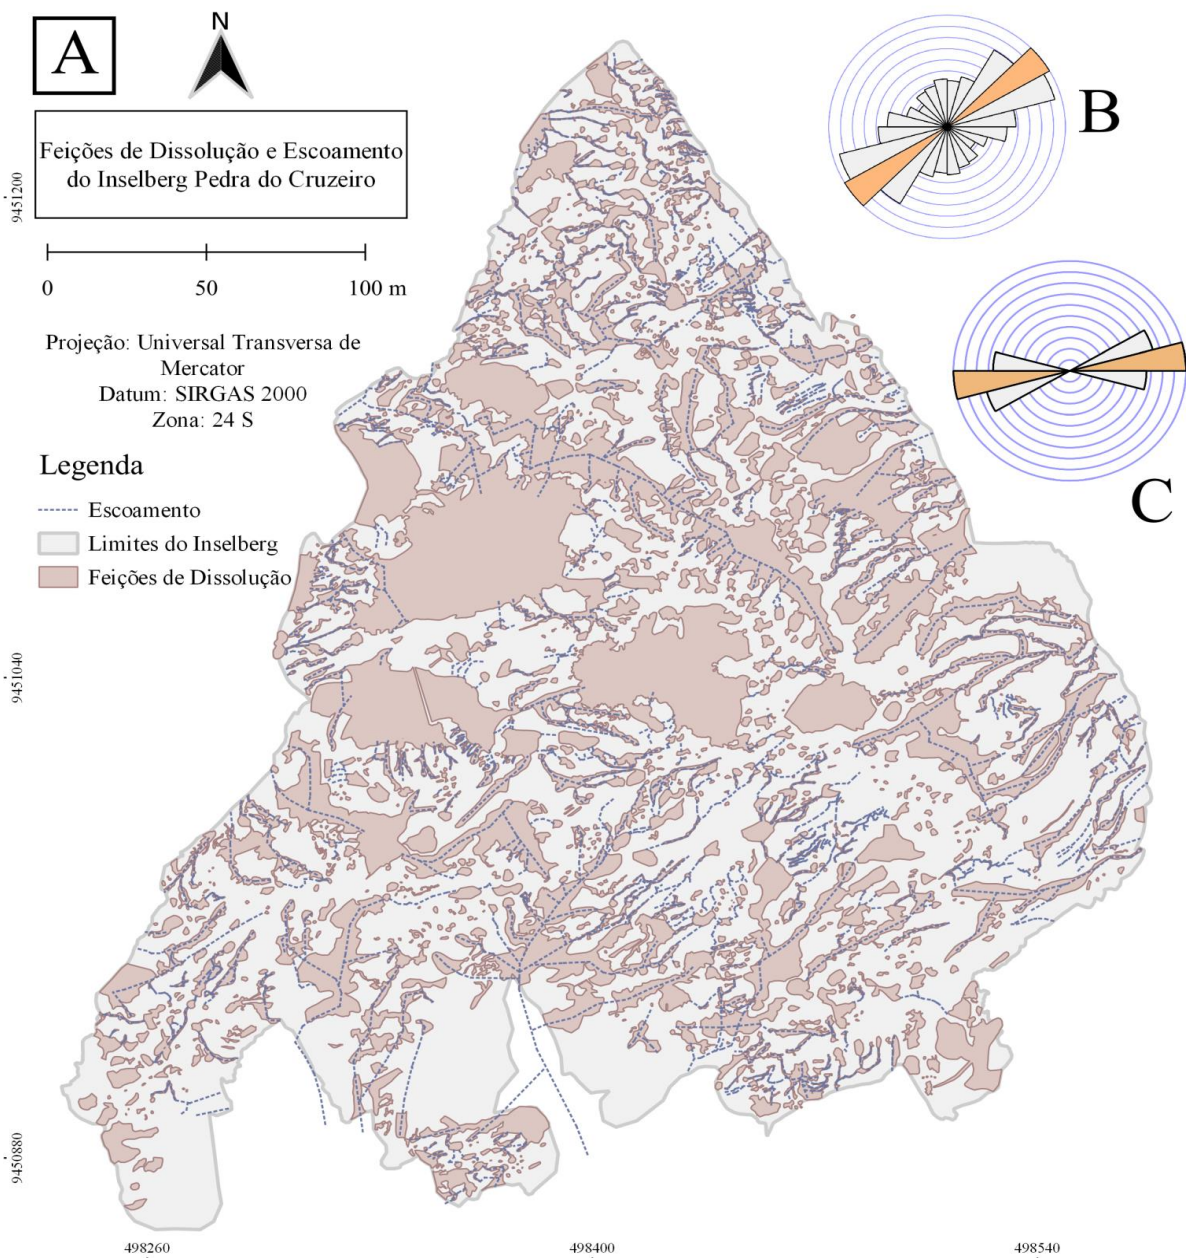 A
N
B
Feições de Dissolução e Escoamento
do Inselberg Pedra do Cruzeiro
9451200
0 50 100 m
Projeção: Universal Transversa de
Mercator
Datum: SIRGAS 2000
Zona: 24 S
C
Legenda
Escoamento
Limites do Inselberg
Feições de Dissolução
9451040
9450880
498260 498400 498540